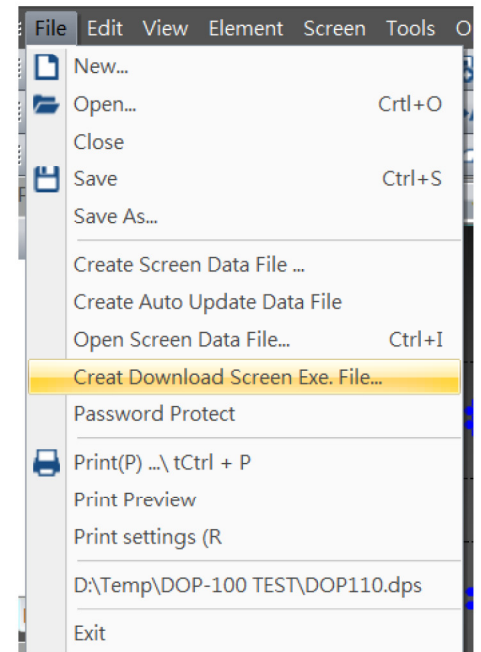 File Edit View Element Screen Tools O
New...
Open... Crtl+O
Close
Save Ctrl+S
Save As...
Create Screen Data File ...
Create Auto Update Data File
Open Screen Data File... Ctrl+I
Creat Download Screen Exe. File...
Password Protect
Print(P) ...\ tCtrl + P
Print Preview
Print settings (R
D:\Temp\DOP-100 TEST\DOP110.dps
Exit